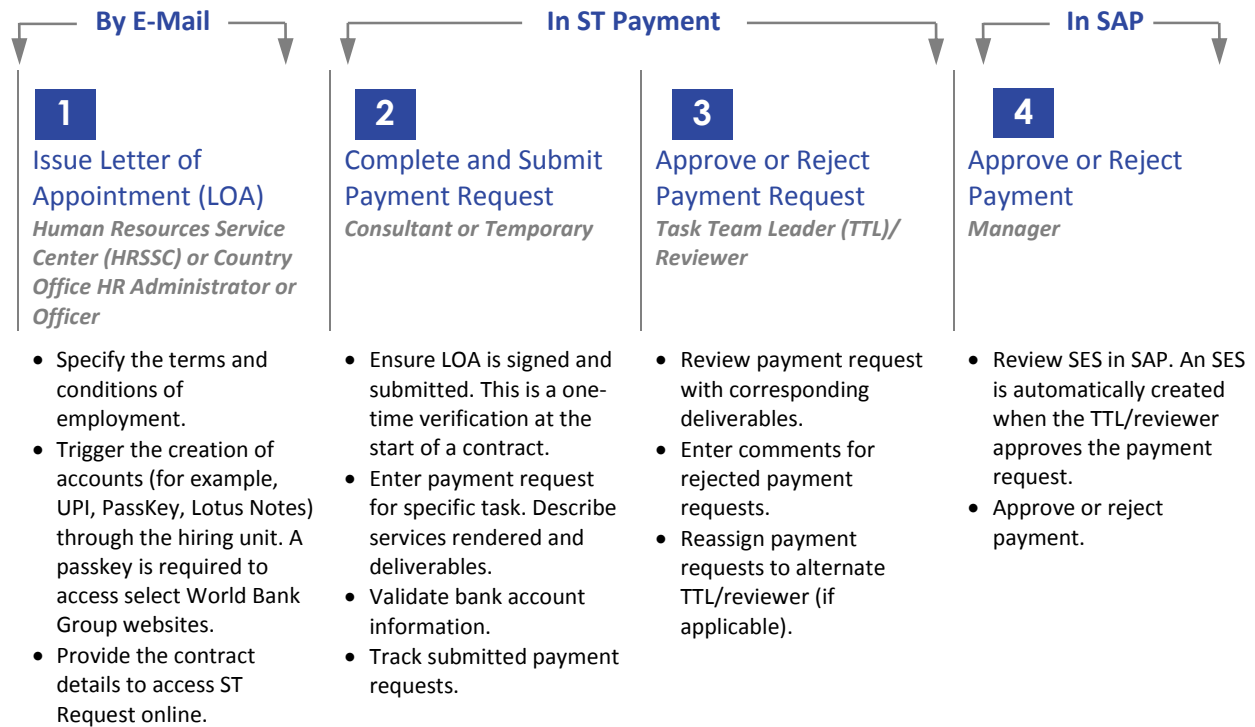 By E-Mail
In ST Payment
In SAP
1
Issue Letter of
Appointment (LOA)
Human Resources Service
Center (HRSSC) or Country
Office HR Administrator or
Officer
• Specify the terms and
conditions of
employment.
• Trigger the creation of
accounts (for example,
UPI, PassKey, Lotus Notes)
through the hiring unit. A
passkey is required to
access select World Bank
Group websites.
• Provide the contract
details to access ST
Request online.
2
Complete and Submit
Payment Request
Consultant or Temporary
• Ensure LOA is signed and
submitted. This is a one-
time verification at the
start of a contract.
• Enter payment request
for specific task. Describe
services rendered and
deliverables.
• Validate bank account
information.
• Track submitted payment
requests.
3
Approve or Reject
Payment Request
Task Team Leader (TTL)/
Reviewer
• Review payment request
with corresponding
deliverables.
• Enter comments for
rejected payment
requests.
• Reassign payment
requests to alternate
TTL/reviewer (if
applicable).
4
Approve or Reject
Payment
Manager
• Review SES in SAP. An SES
is automatically created
when the TTL/reviewer
approves the payment
request.
• Approve or reject
payment.